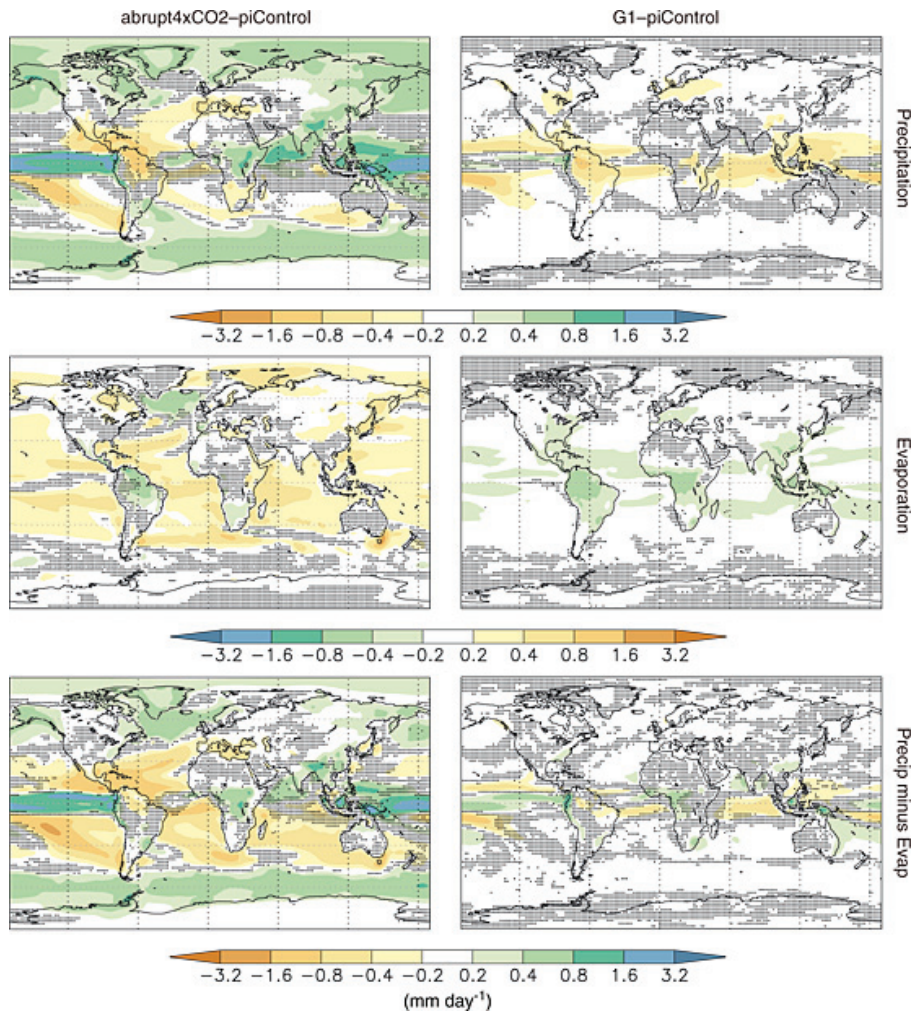 abrupt4xCO2–piControl
G1–piControl
Precipitation
−3.2 −1.6 −0.8 −0.4 −0.2 0.2 0.4 0.8 1.6 3.2
Evaporation
−3.2 −1.6 −0.8 −0.4 −0.2 0.2 0.4 0.8 1.6 3.2
Precip minus Evap
−3.2 −1.6 −0.8 −0.4 −0.2 0.2 0.4 0.8 1.6 3.2
(mm day⁻¹)